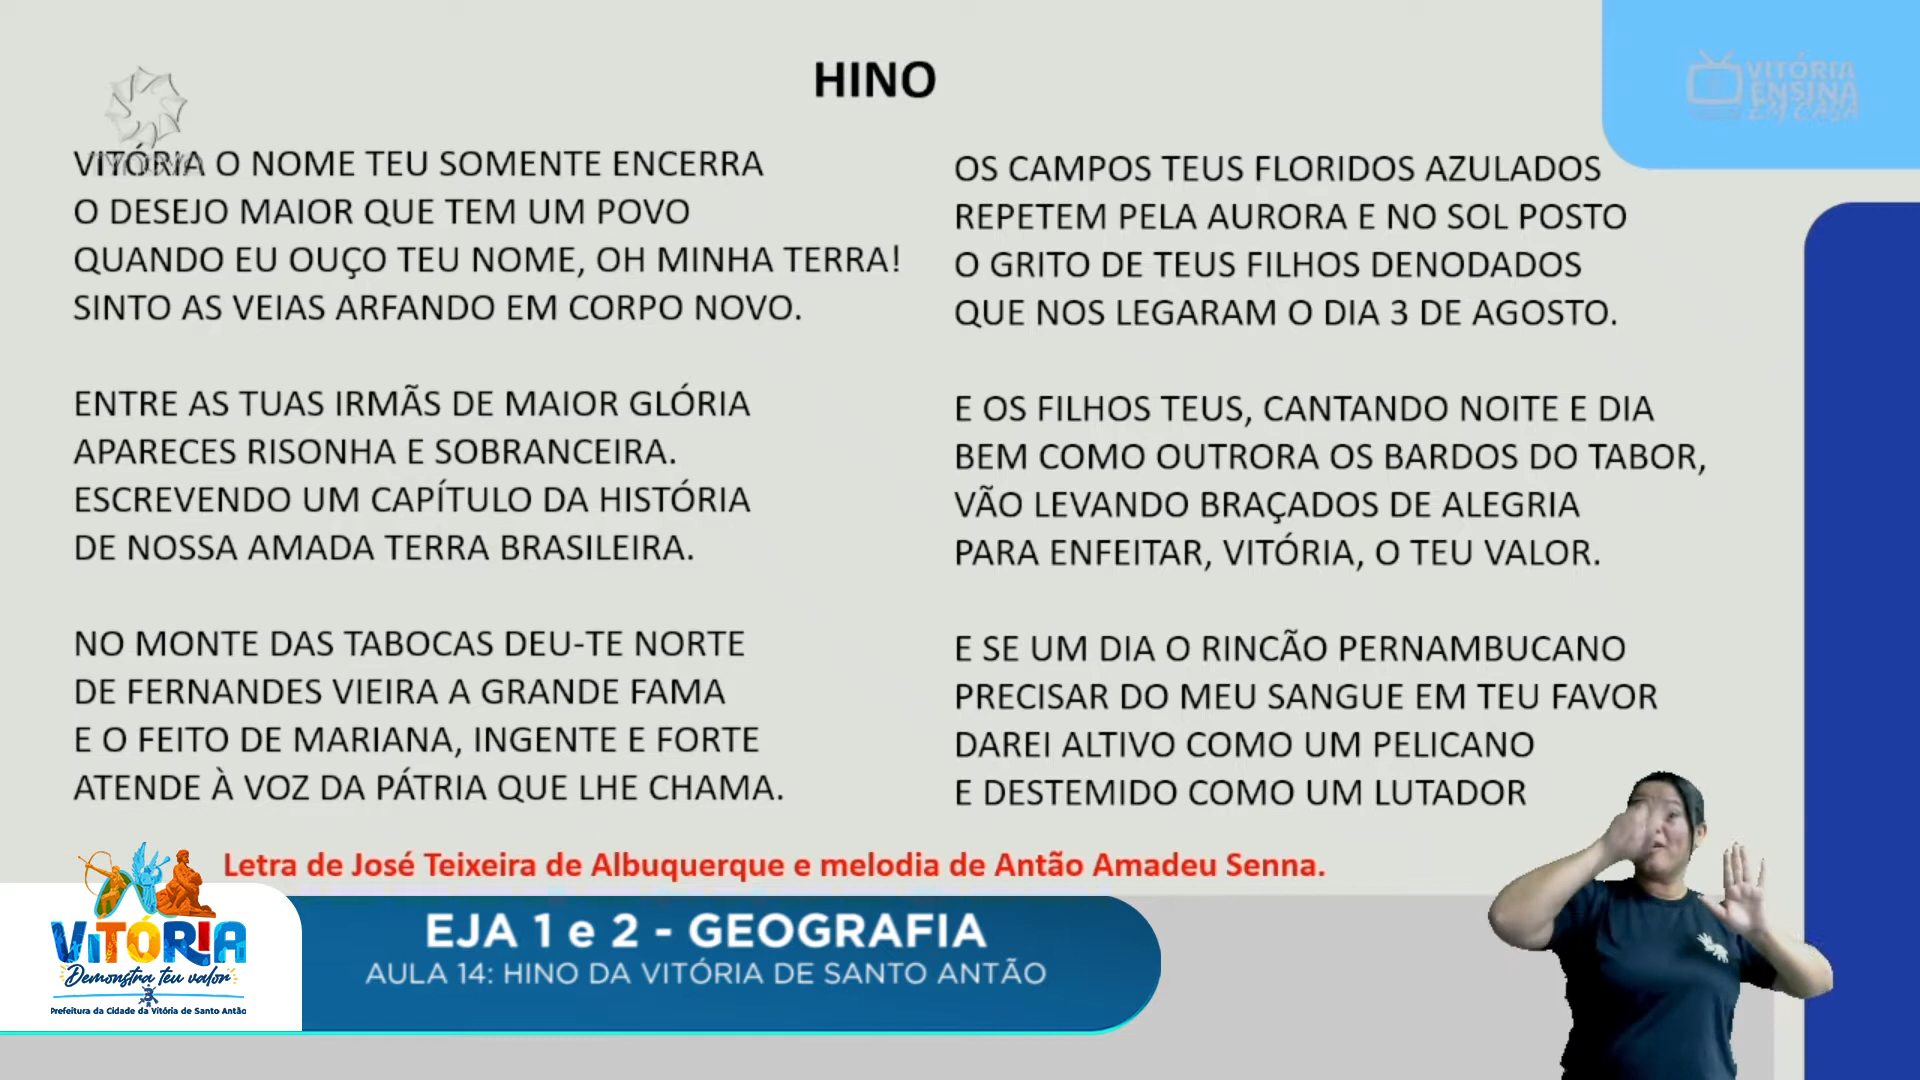 HINO
VITÓRIA O NOME TEU SOMENTE ENCERRA
O DESEJO MAIOR QUE TEM UM POVO
QUANDO EU OUÇO TEU NOME, OH MINHA TERRA!
SINTO AS VEIAS ARFANDO EM CORPO NOVO.
ENTRE AS TUAS IRMÃS DE MAIOR GLÓRIA
APARECES RISONHA E SOBRANCEIRA.
ESCREVENDO UM CAPÍTULO DA HISTÓRIA
DE NOSSA AMADA TERRA BRASILEIRA.
NO MONTE DAS TABOCAS DEU-TE NORTE
DE FERNANDES VIEIRA A GRANDE FAMA
E O FEITO DE MARIANA, INGENTE E FORTE
ATENDE À VOZ DA PÁTRIA QUE LHE CHAMA.
OS CAMPOS TEUS FLORIDOS AZULADOS
REPETEM PELA AURORA E NO SOL POSTO
O GRITO DE TEUS FILHOS DENODADOS
QUE NOS LEGARAM O DIA 3 DE AGOSTO.
E OS FILHOS TEUS, CANTANDO NOITE E DIA
BEM COMO OUTRORA OS BARDOS DO TABOR,
VÃO LEVANDO BRAÇADOS DE ALEGRIA
PARA ENFEITAR, VITÓRIA, O TEU VALOR.
E SE UM DIA O RINCÃO PERNAMBUCANO
PRECISAR DO MEU SANGUE EM TEU FAVOR
DAREI ALTIVO COMO UM PELICANO
E DESTEMIDO COMO UM LUTADOR
Letra de José Teixeira de Albuquerque e melodia de Antão Amadeu Senna.
VITÓRIA
ENSINA
EM CASA
EJA 1 e 2 - GEOGRAFIA
AULA 14: HINO DA VITÓRIA DE SANTO ANTÃO
VITÓRIA
Demonstra teu valor
Prefeitura da Cidade da Vitória de Santo Antão